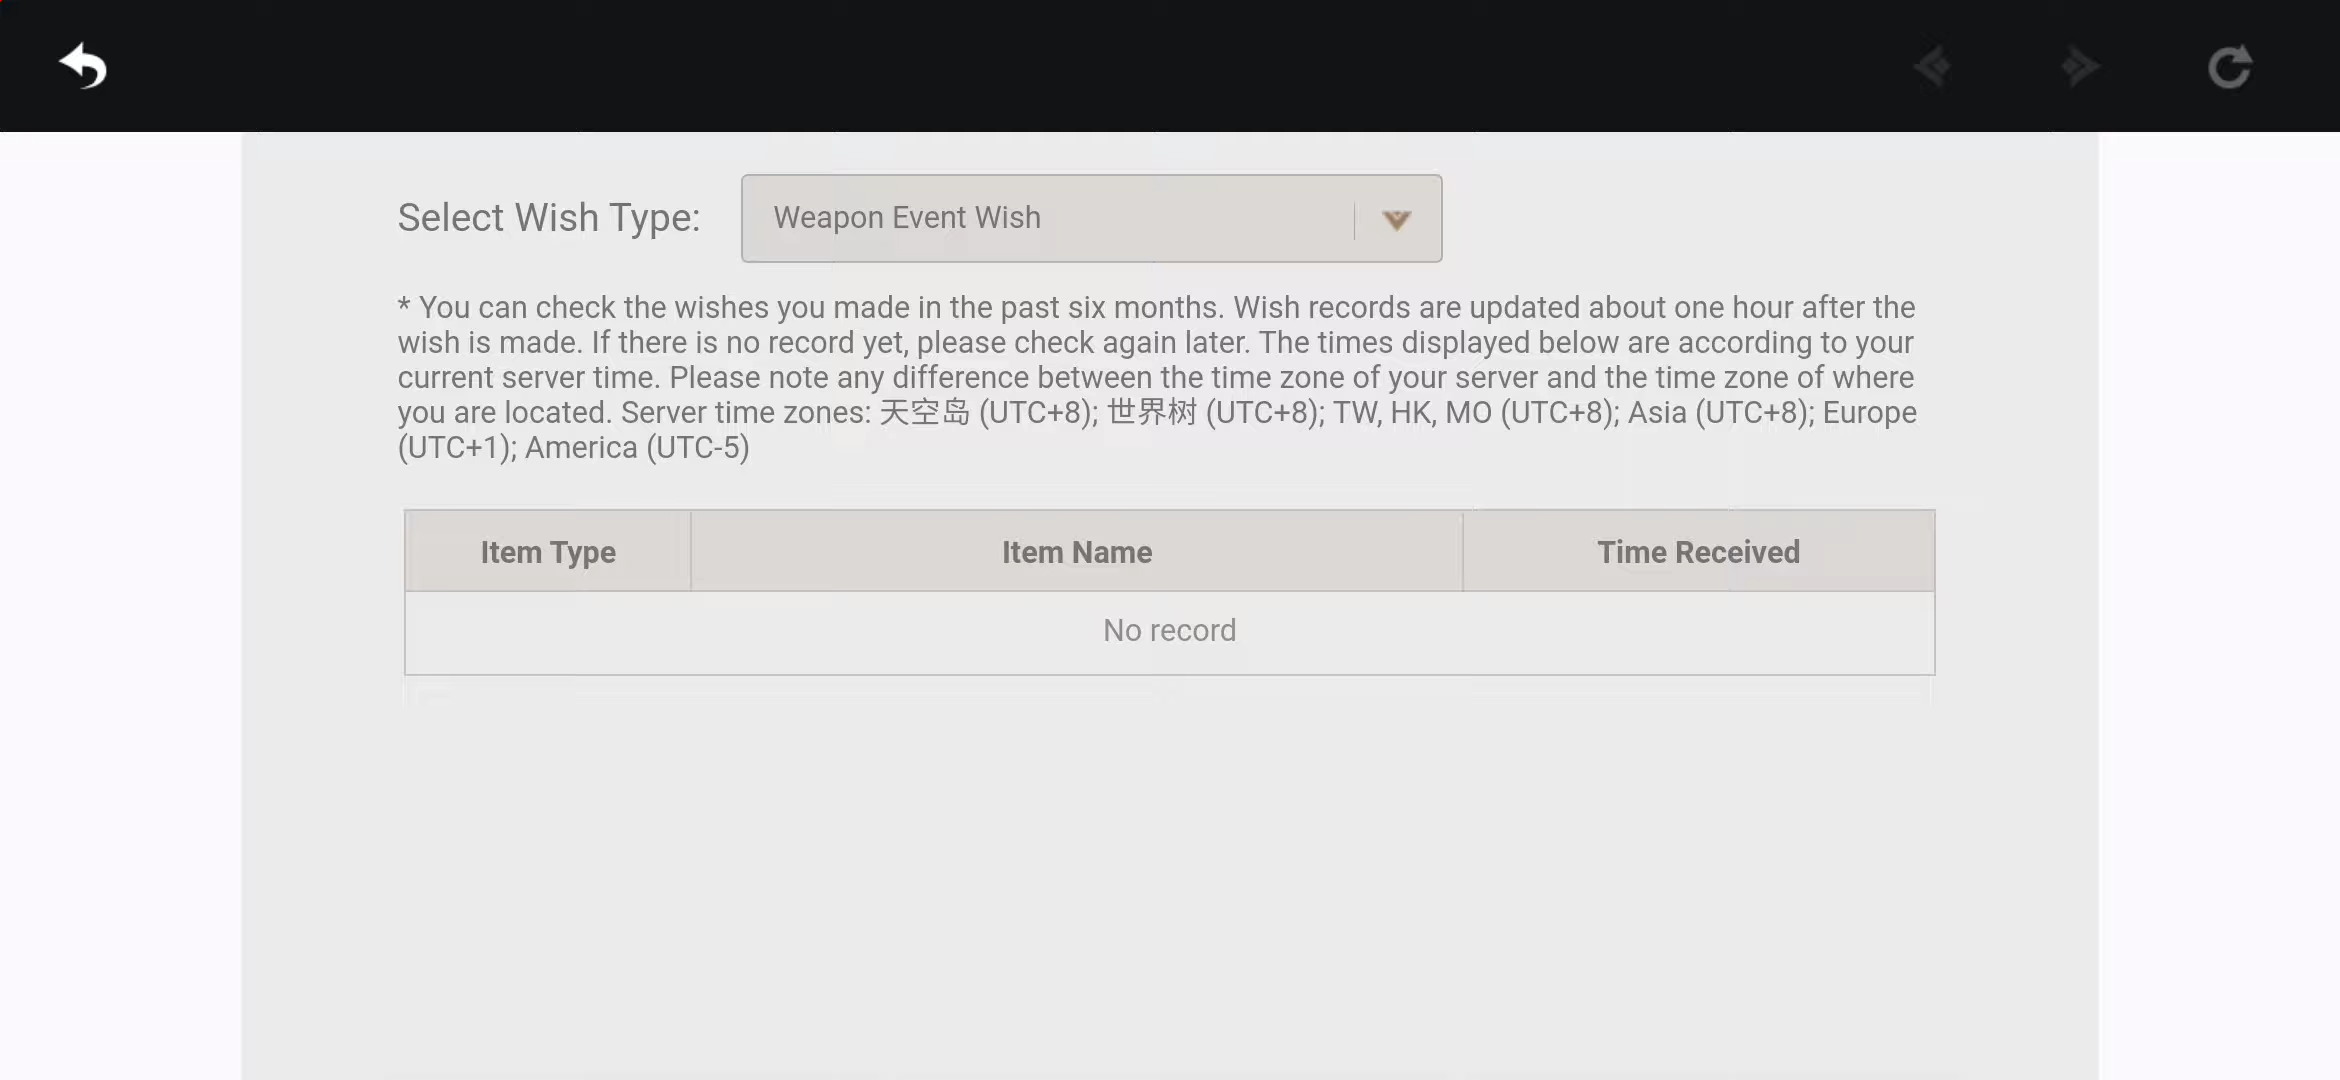 Select Wish Type: Weapon Event Wish
* You can check the wishes you made in the past six months. Wish records are updated about one hour after the
wish is made. If there is no record yet, please check again later. The times displayed below are according to your
current server time. Please note any difference between the time zone of your server and the time zone of where
you are located. Server time zones: 天空岛 (UTC+8); 世界树 (UTC+8); TW, HK, MO (UTC+8); Asia (UTC+8); Europe
(UTC+1); America (UTC-5)
Item Type Item Name Time Received
No record